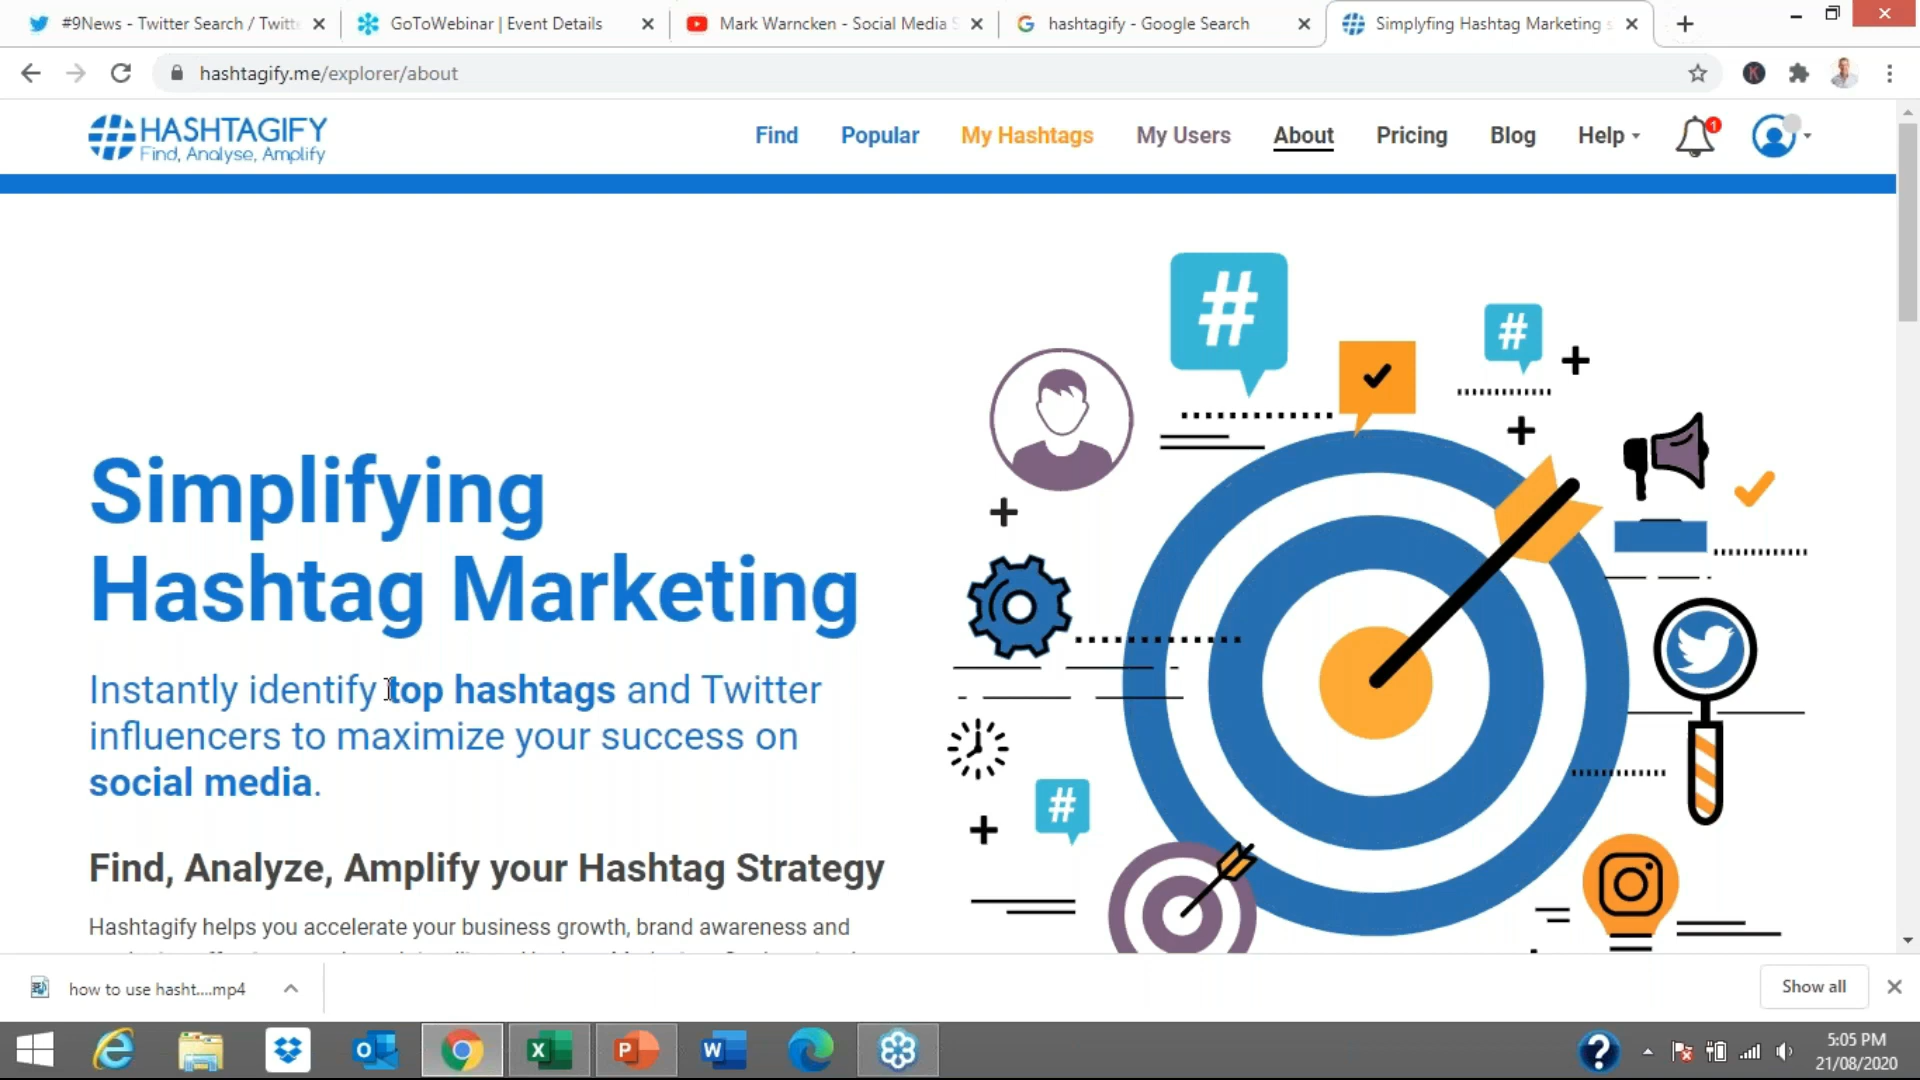 #9News - Twitter Search / Twitt
GoToWebinar | Event Details
Mark Warncken - Social Media S
hashtagify - Google Search
Simplyfing Hashtag Marketing s
hashtagify.me/explorer/about
K
HASHTAGIFY
Find, Analyse, Amplify
Find
Popular
My Hashtags
My Users
About
Pricing
Blog
Help
1
#
#
Simplifying
Hashtag Marketing
Instantly identify top hashtags and Twitter
influencers to maximize your success on
social media.
#
Find, Analyze, Amplify your Hashtag Strategy
Hashtagify helps you accelerate your business growth, brand awareness and
how to use hasht....mp4
Show all
5:05 PM
21/08/2020